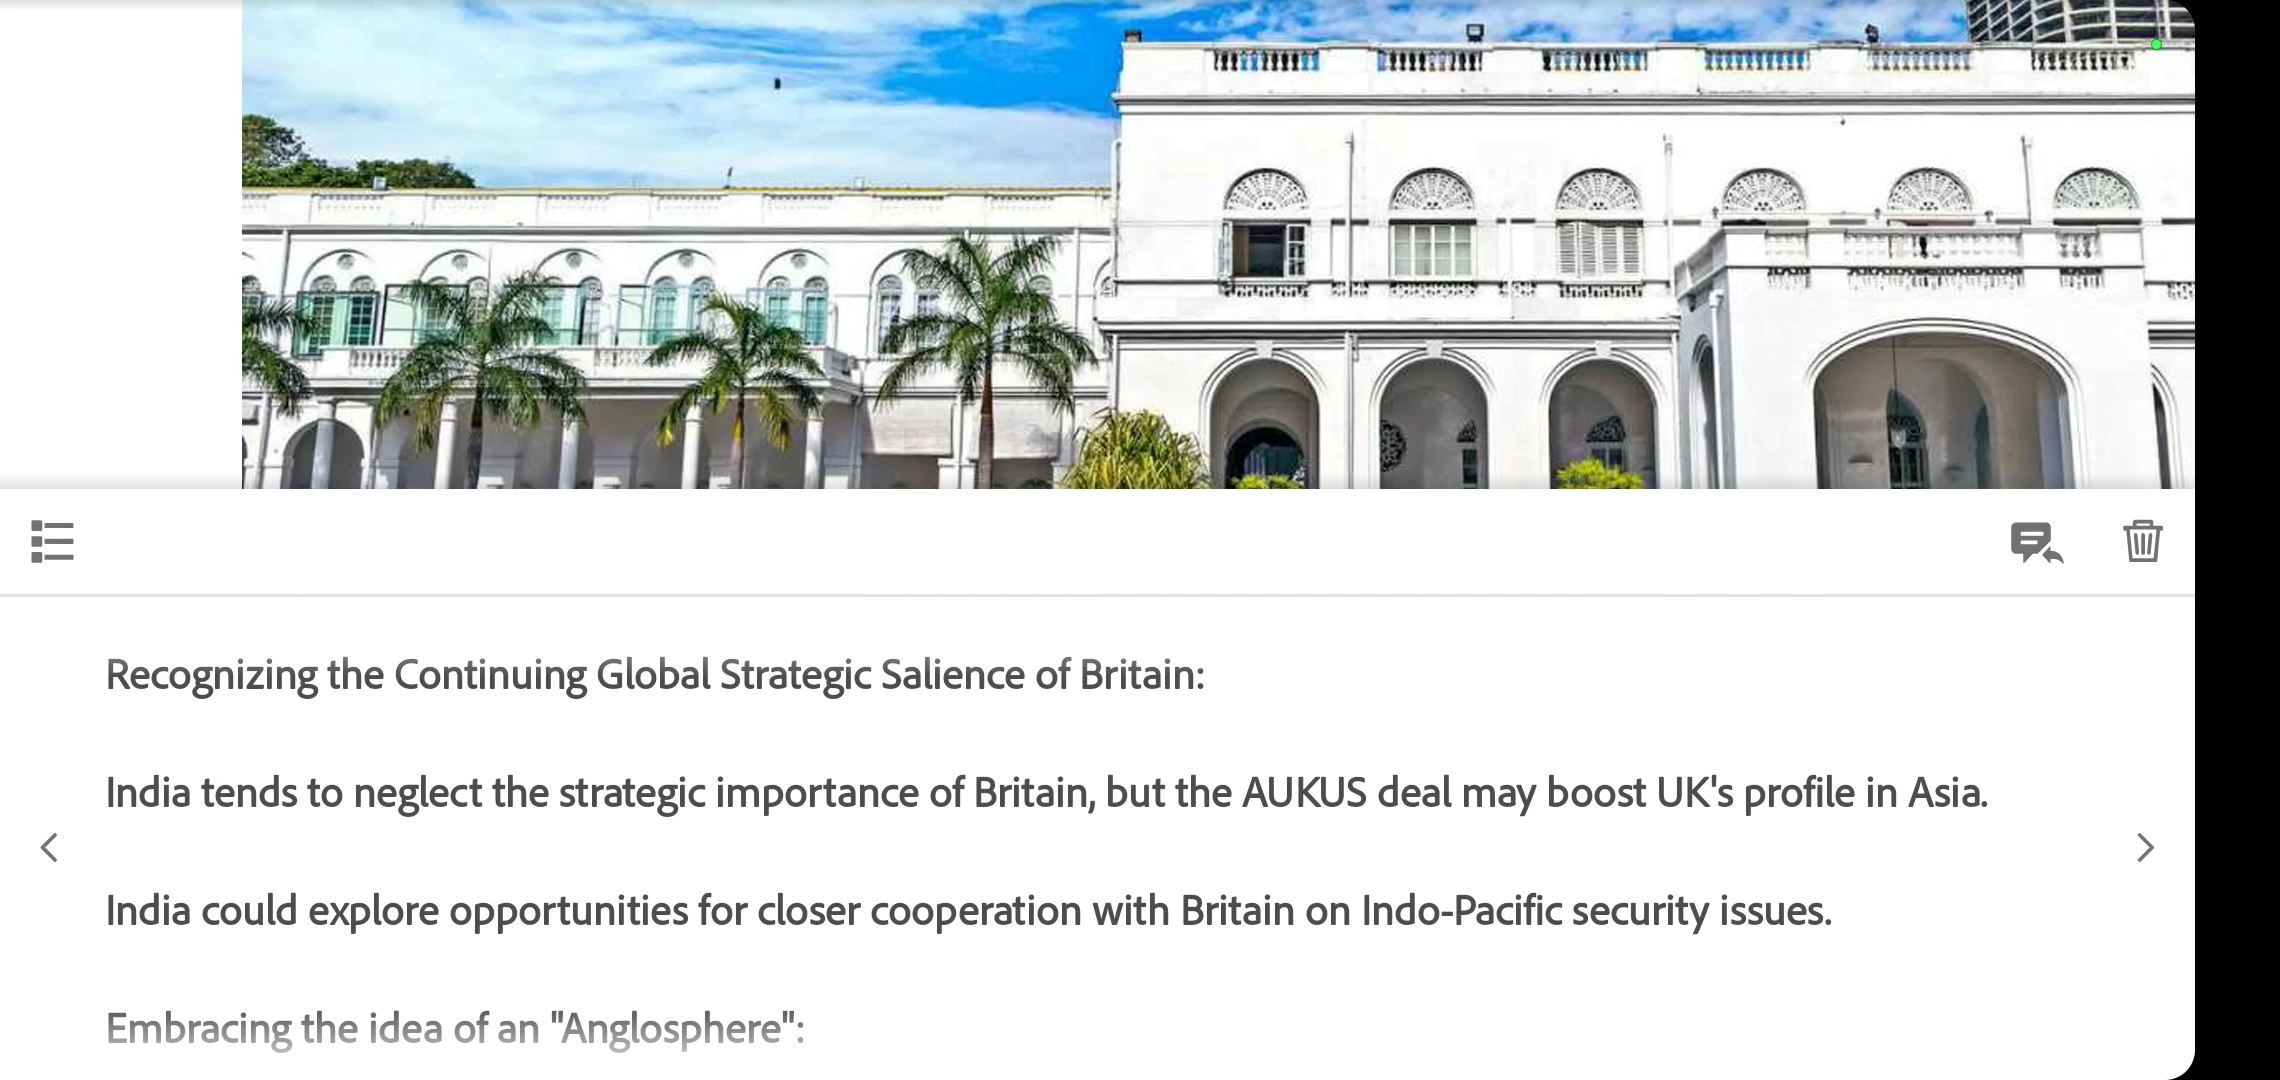 Recognizing the Continuing Global Strategic Salience of Britain:
India tends to neglect the strategic importance of Britain, but the AUKUS deal may boost UK's profile in Asia.
India could explore opportunities for closer cooperation with Britain on Indo-Pacific security issues.
Embracing the idea of an "Anglosphere":